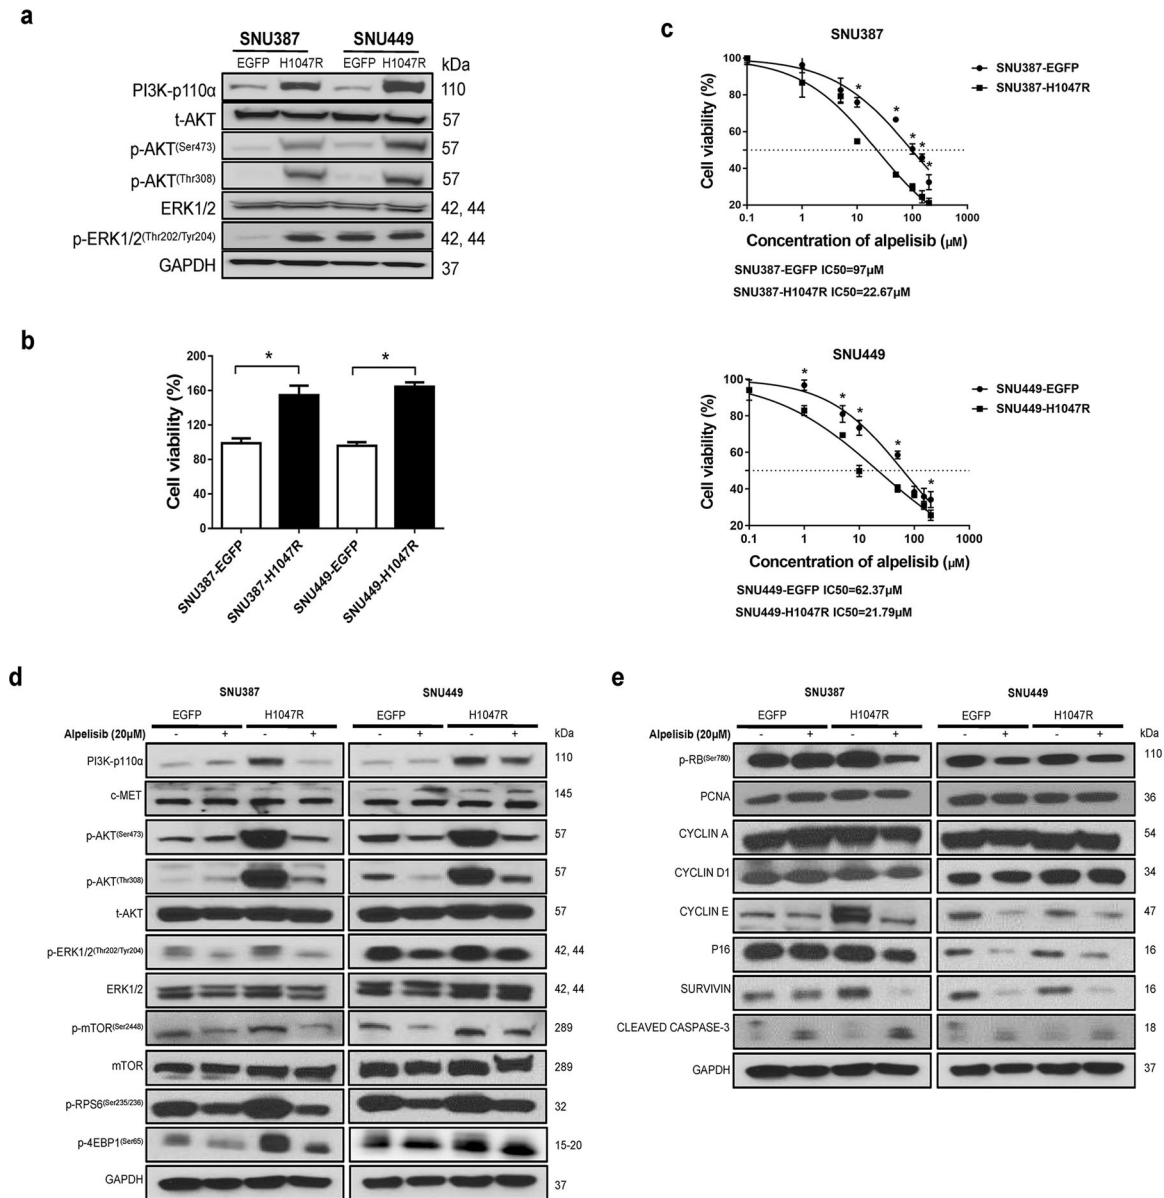 a
SNU387 SNU449
EGFP H1047R EGFP H1047R kDa
PI3K-p110α 110
t-AKT 57
p-AKT(Ser473) 57
p-AKT(Thr308) 57
ERK1/2 42, 44
p-ERK1/2(Thr202/Tyr204) 42, 44
GAPDH 37
b
Cell viability (%)
200
160
120
80
40
0
* *
SNU387-EGFP
SNU387-H1047R
SNU449-EGFP
SNU449-H1047R
c
SNU387
Cell viability (%)
100
80
60
40
20
0.1 1 10 100 1000
* * * * *
SNU387-EGFP
SNU387-H1047R
Concentration of alpelisib (µM)
SNU387-EGFP IC50=97µM
SNU387-H1047R IC50=22.67µM
SNU449
Cell viability (%)
100
80
60
40
20
0.1 1 10 100 1000
* * * * *
SNU449-EGFP
SNU449-H1047R
Concentration of alpelisib (µM)
SNU449-EGFP IC50=62.37µM
SNU449-H1047R IC50=21.79µM
d
SNU387 SNU449
EGFP H1047R EGFP H1047R
Alpelisib (20µM) - + - + - + - + kDa
PI3K-p110α 110
c-MET 145
p-AKT(Ser473) 57
p-AKT(Thr308) 57
t-AKT 57
p-ERK1/2(Thr202/Tyr204) 42, 44
ERK1/2 42, 44
p-mTOR(Ser2448) 289
mTOR 289
p-RPS6(Ser235/236) 32
p-4EBP1(Ser65) 15-20
GAPDH 37
e
SNU387 SNU449
EGFP H1047R EGFP H1047R
Alpelisib (20µM) - + - + - + - + kDa
p-RB(Ser780) 110
PCNA 36
CYCLIN A 54
CYCLIN D1 34
CYCLIN E 47
P16 16
SURVIVIN 16
CLEAVED CASPASE-3 18
GAPDH 37